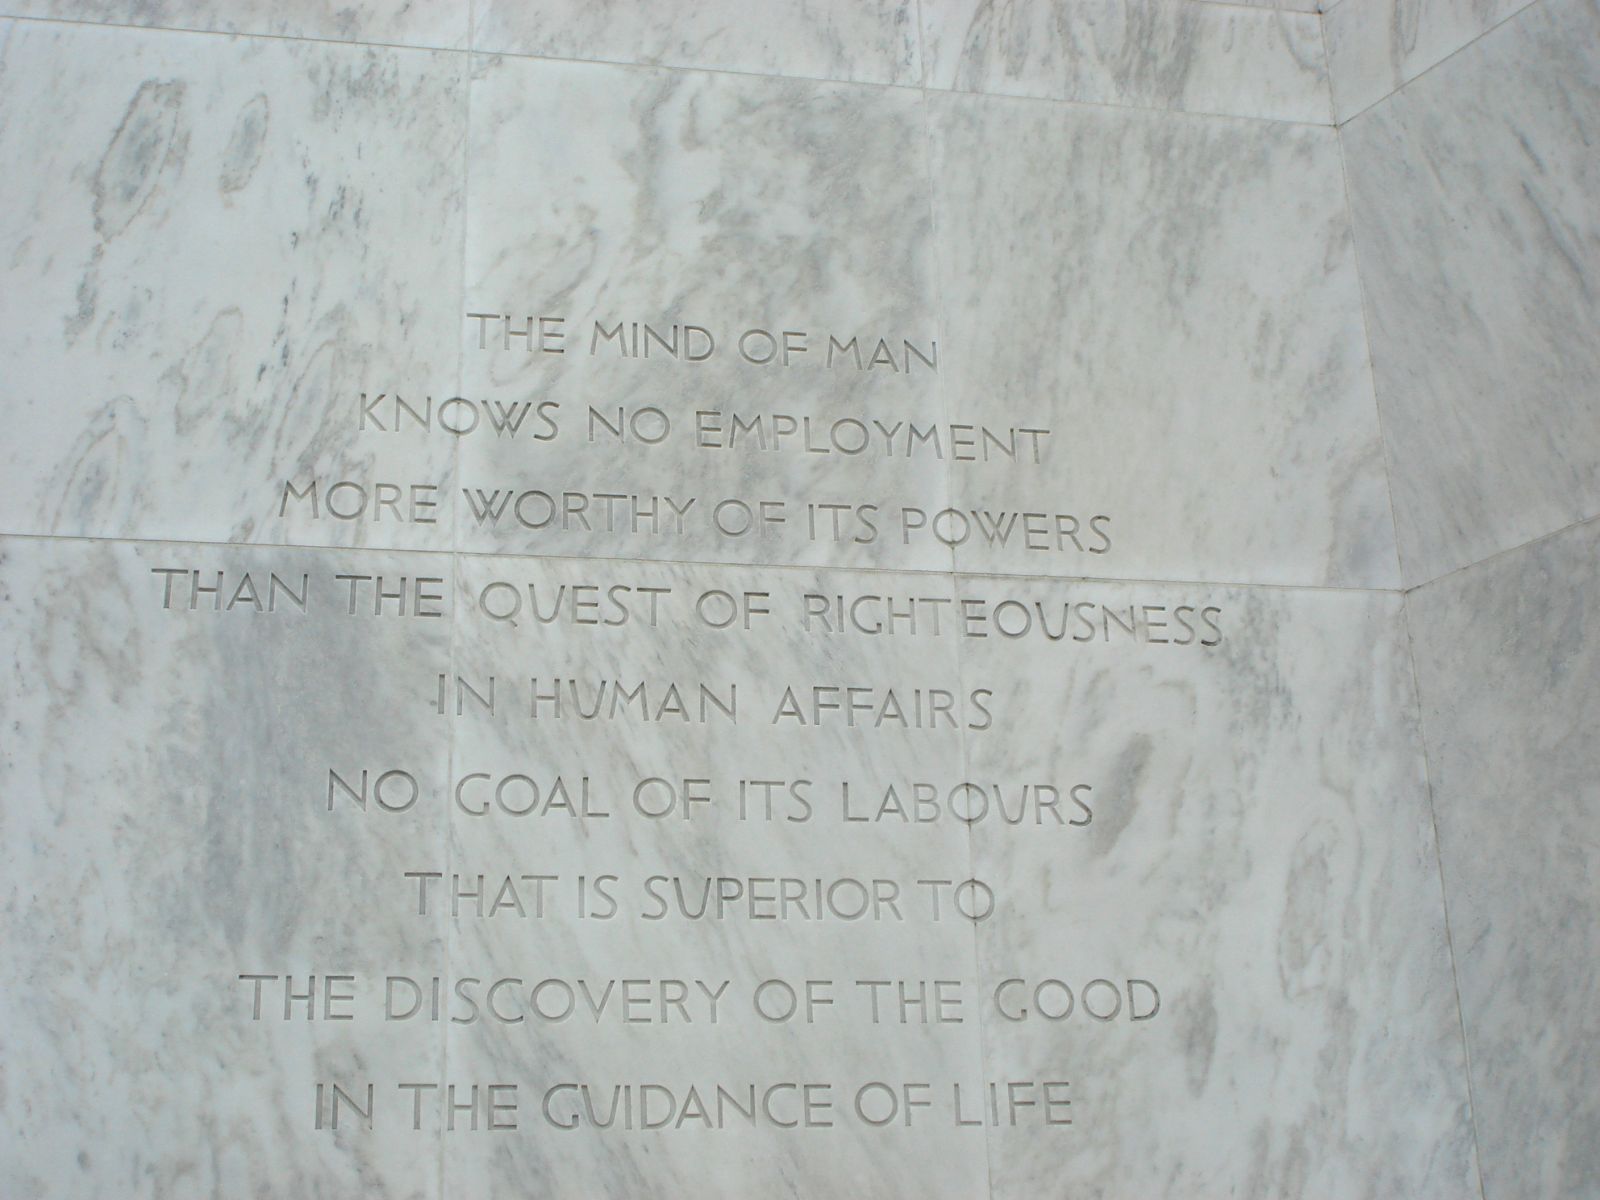 THE MIND OF MAN
KNOWS NO EMPLOYMENT
MORE WORTHY OF ITS POWERS
THAN THE QUEST OF RIGHTEOUSNESS
IN HUMAN AFFAIRS
NO GOAL OF ITS LABOURS
THAT IS SUPERIOR TO
THE DISCOVERY OF THE GOOD
IN THE GUIDANCE OF LIFE